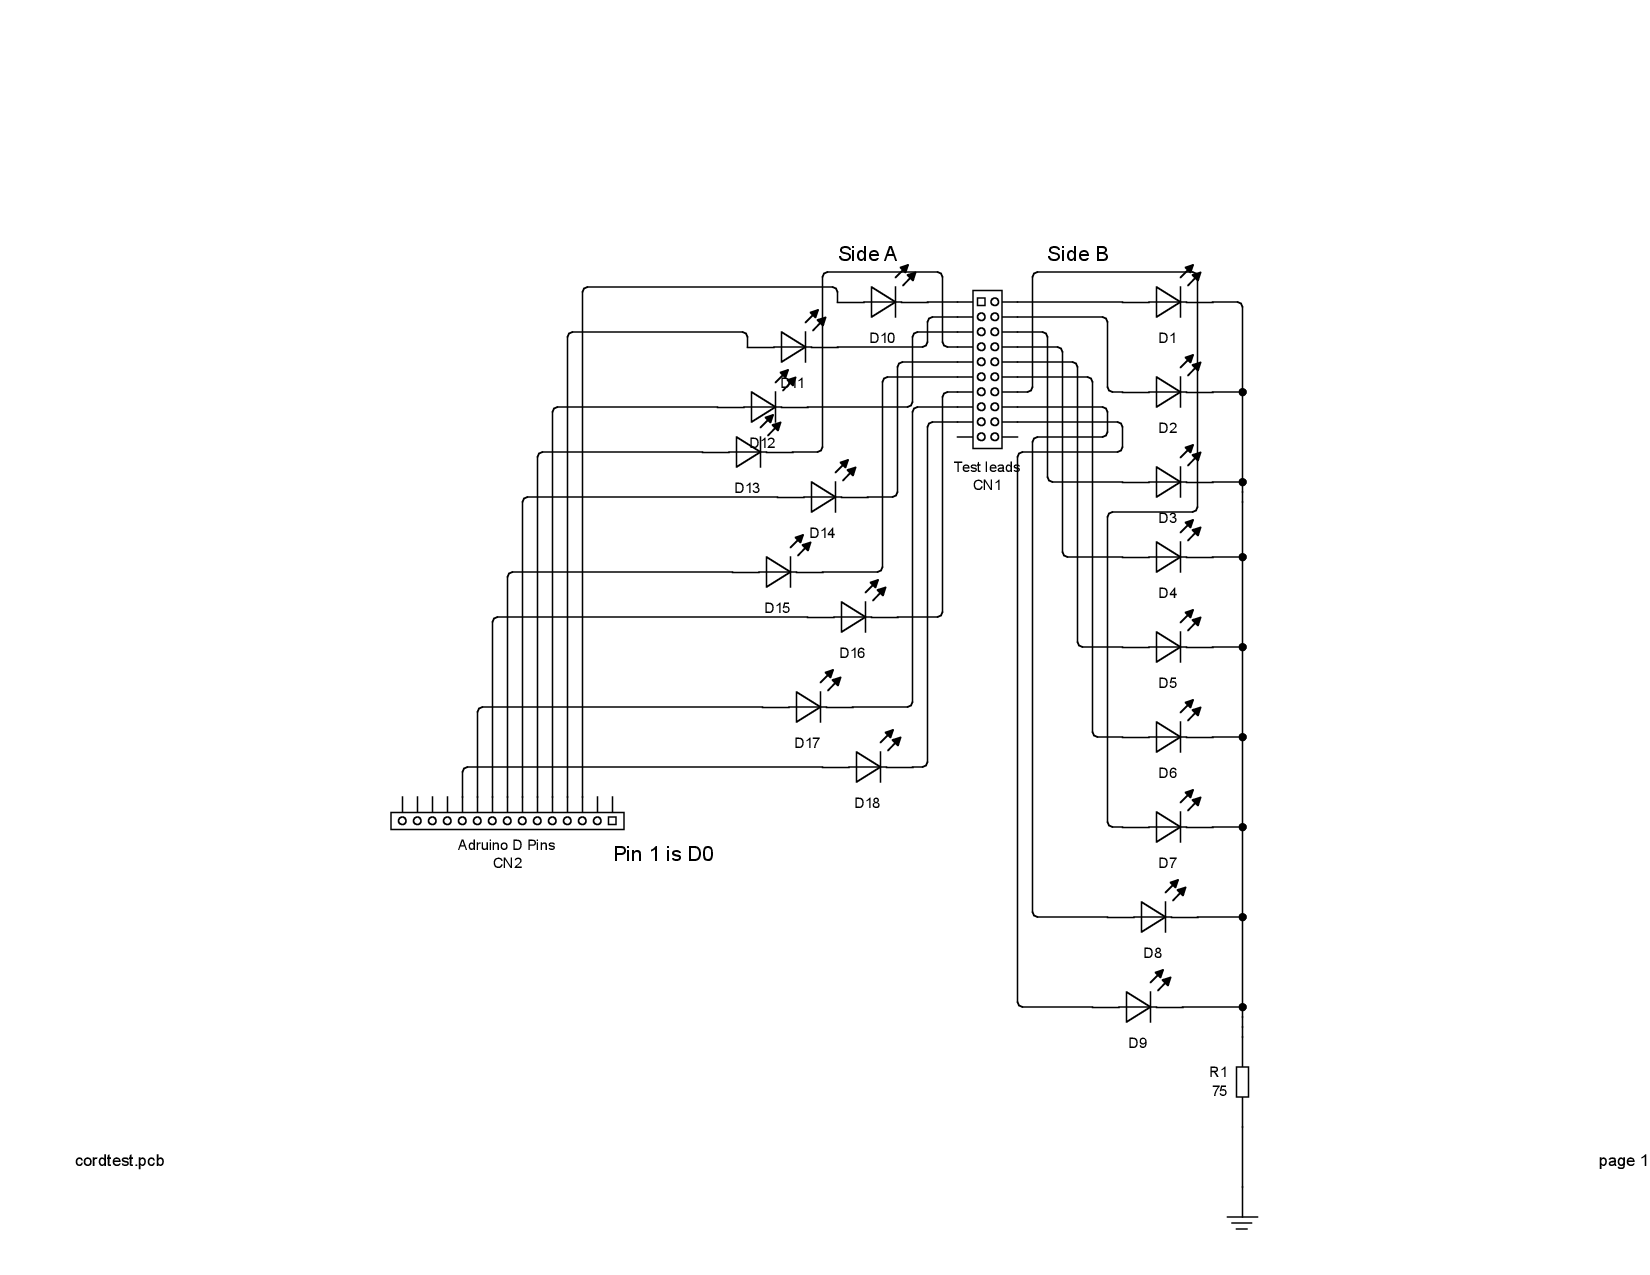 Side A
Side B
D10
D1
D11
D2
D12
Test leads
CN1
D13
D3
D14
D4
D15
D16
D5
D17
D6
D18
Adruino D Pins
CN2
Pin 1 is D0
D7
D8
D9
R1
75
cordtest.pcb
page 1